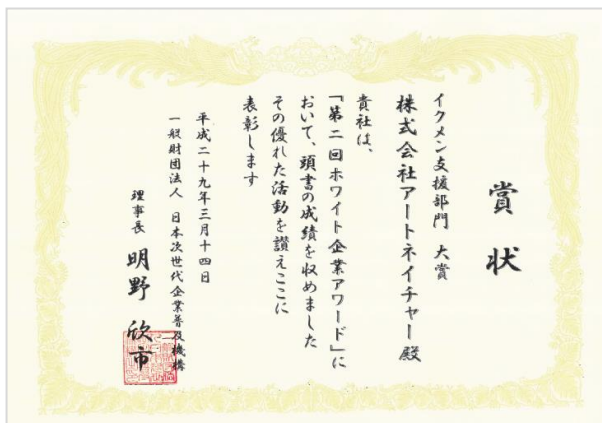 賞状
イクメン支援部門 大賞
株式会社アートネイチャー殿
貴社は、
「第二回ホワイト企業アワード」に
おいて、頭書の成績を収めました
その優れた活動を讃えここに
表彰します
平成二十九年三月十四日
一般財団法人 日本次世代企業普及機構
理事長 明野欣市